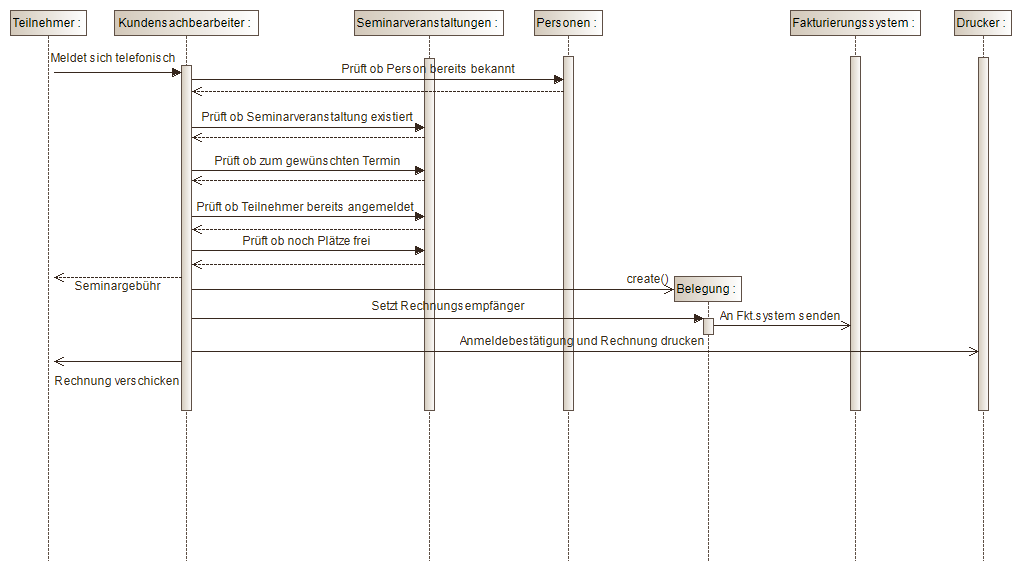 Teilnehmer :
Kundensachbearbeiter :
Seminarveranstaltungen :
Personen :
Fakturierungssystem :
Drucker :
Meldet sich telefonisch
Prüft ob Person bereits bekannt
Prüft ob Seminarveranstaltung existiert
Prüft ob zum gewünschten Termin
Prüft ob Teilnehmer bereits angemeldet
Prüft ob noch Plätze frei
create()
Seminargebühr
Belegung :
Setzt Rechnungsempfänger
An Fkt.system senden
Anmeldebestätigung und Rechnung drucken
Rechnung verschicken